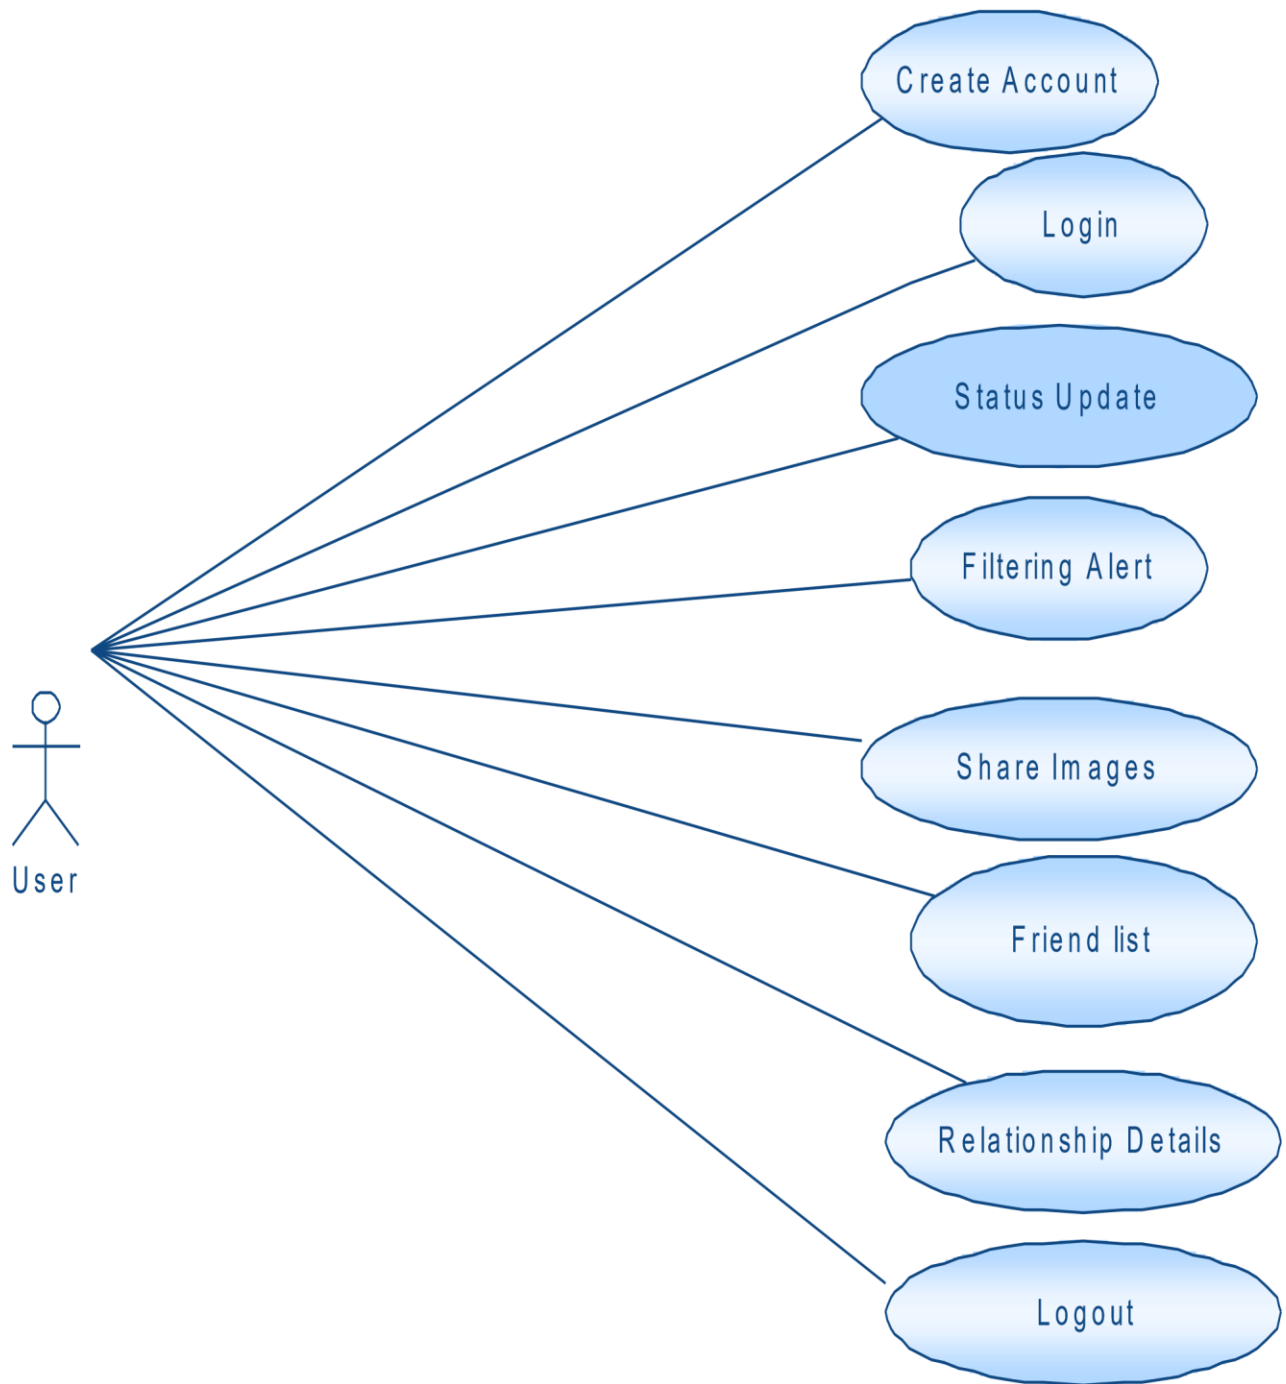 Create Account
Login
Status Update
Filtering Alert
Share Images
User
Friend list
Relationship Details
Logout